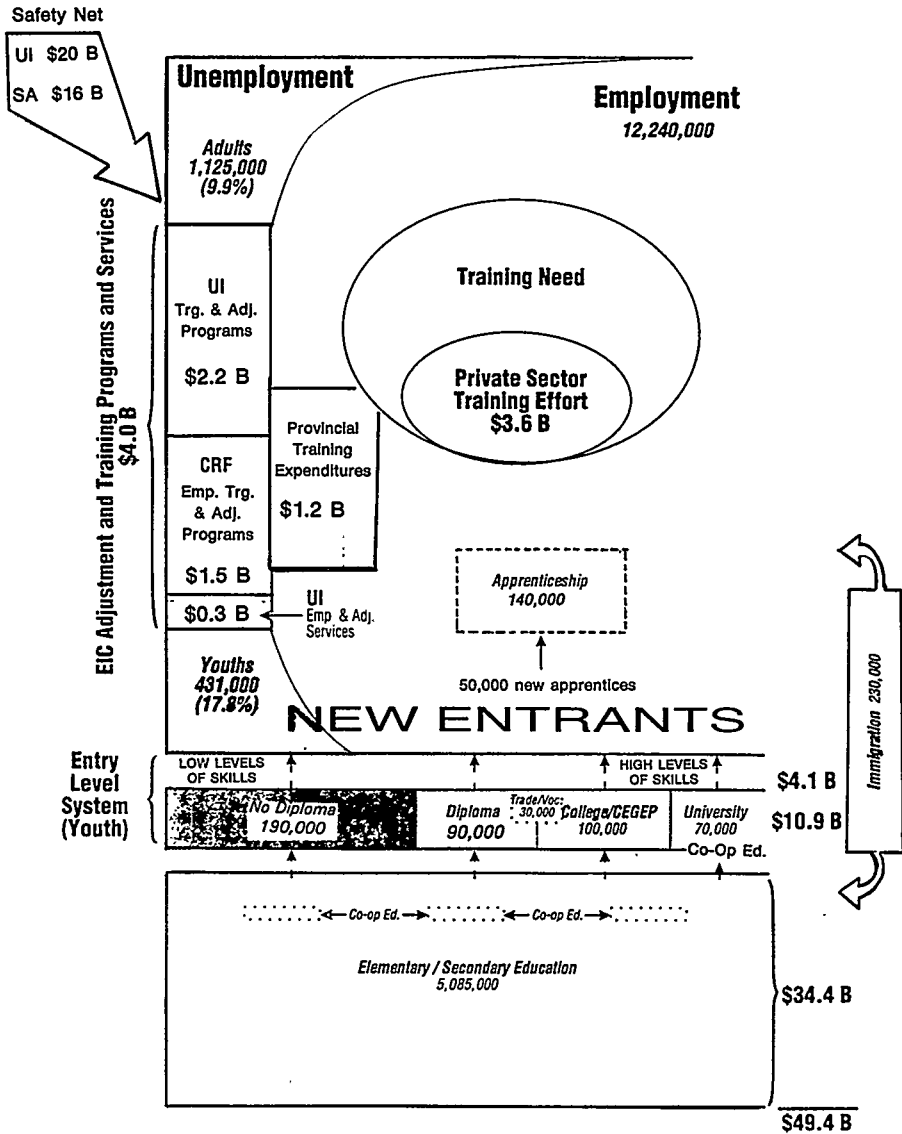 Safety Net
UI $20 B
SA $16 B
Unemployment
Employment
12,240,000
Adults
1,125,000
(9.9%)
EIC Adjustment and Training Programs and Services
$4.0 B
UI
Trg. & Adj.
Programs
$2.2 B
Training Need
Private Sector
Training Effort
$3.6 B
Provincial
Training
Expenditures
$1.2 B
CRF
Emp. Trg.
& Adj.
Programs
$1.5 B
$0.3 B
UI
Emp & Adj.
Services
Apprenticeship
140,000
50,000 new apprentices
Youths
431,000
(17.8%)
NEW ENTRANTS
Immigration 230,000
Entry
Level
System
(Youth)
LOW LEVELS
OF SKILLS
HIGH LEVELS
OF SKILLS
$4.1 B
No Diploma
190,000
Diploma
90,000
Trade/Voc:
30,000
College/CEGEP
100,000
University
70,000
$10.9 B
Co-Op Ed.
Co-op Ed.
Co-op Ed.
Elementary / Secondary Education
5,085,000
$34.4 B
$49.4 B